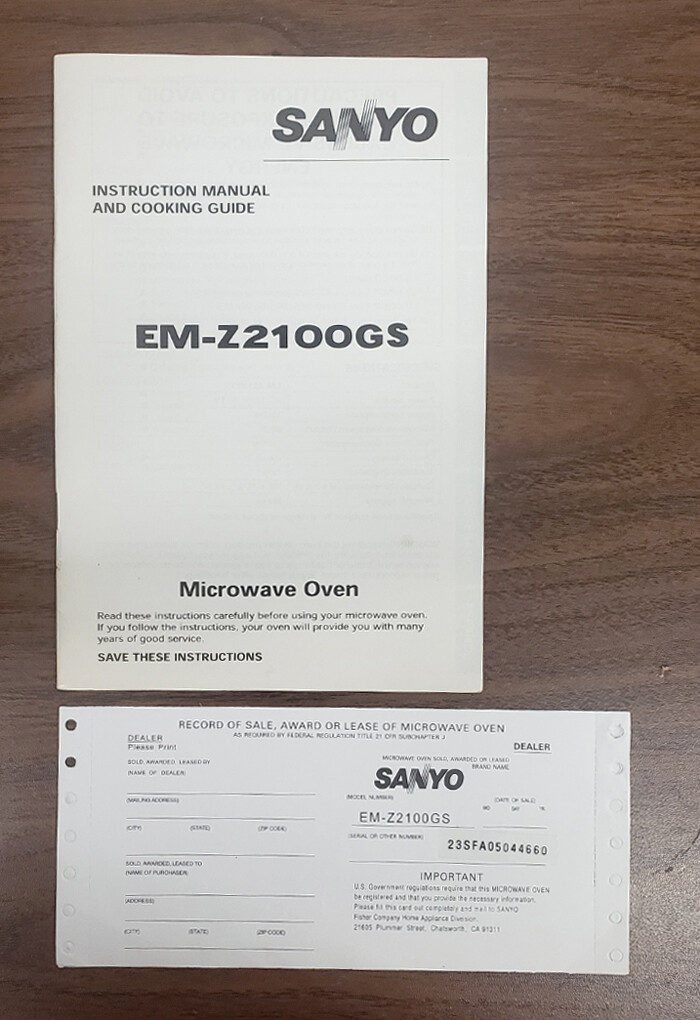 SANYO
INSTRUCTION MANUAL
AND COOKING GUIDE
EM-Z2100GS
Microwave Oven
Read these instructions carefully before using your microwave oven.
If you follow the instructions, your oven will provide you with many
years of good service.
SAVE THESE INSTRUCTIONS
RECORD OF SALE, AWARD OR LEASE OF MICROWAVE OVEN
AS REQUIRED BY FEDERAL REGULATION TITLE 21 CFR SUBCHAPTER J
DEALER
Please Print
DEALER
SOLD, AWARDED, LEASED BY
(NAME OF DEALER)
(MAILING ADDRESS)
(CITY) (STATE) (ZIP CODE)
SOLD, AWARDED, LEASED TO
(NAME OF PURCHASER)
(ADDRESS)
(CITY) (STATE) (ZIP CODE)
MICROWAVE OVEN SOLD, AWARDED OR LEASED
BRAND NAME
SANYO
(MODEL NUMBER) (DATE OF SALE)
MO. DAY YR.
EM-Z2100GS
(SERIAL OR OTHER NUMBER)
23SFA05044660
IMPORTANT
U.S. Government regulations require that this MICROWAVE OVEN
be registered and that you provide the necessary information.
Please fill this card out completely and mail to SANYO
Fisher Company Home Appliance Division,
21605 Plummer Street, Chatsworth, CA 91311